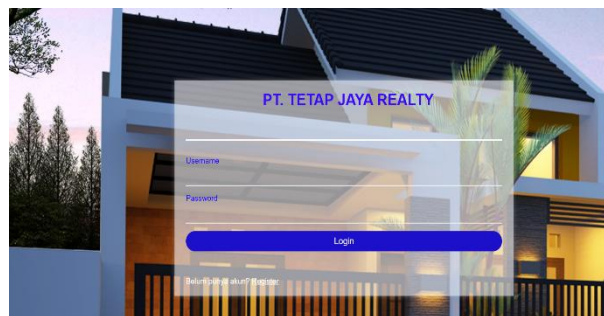 PT. TETAP JAYA REALTY
Username
Password
Login
Belum punya akun? Register